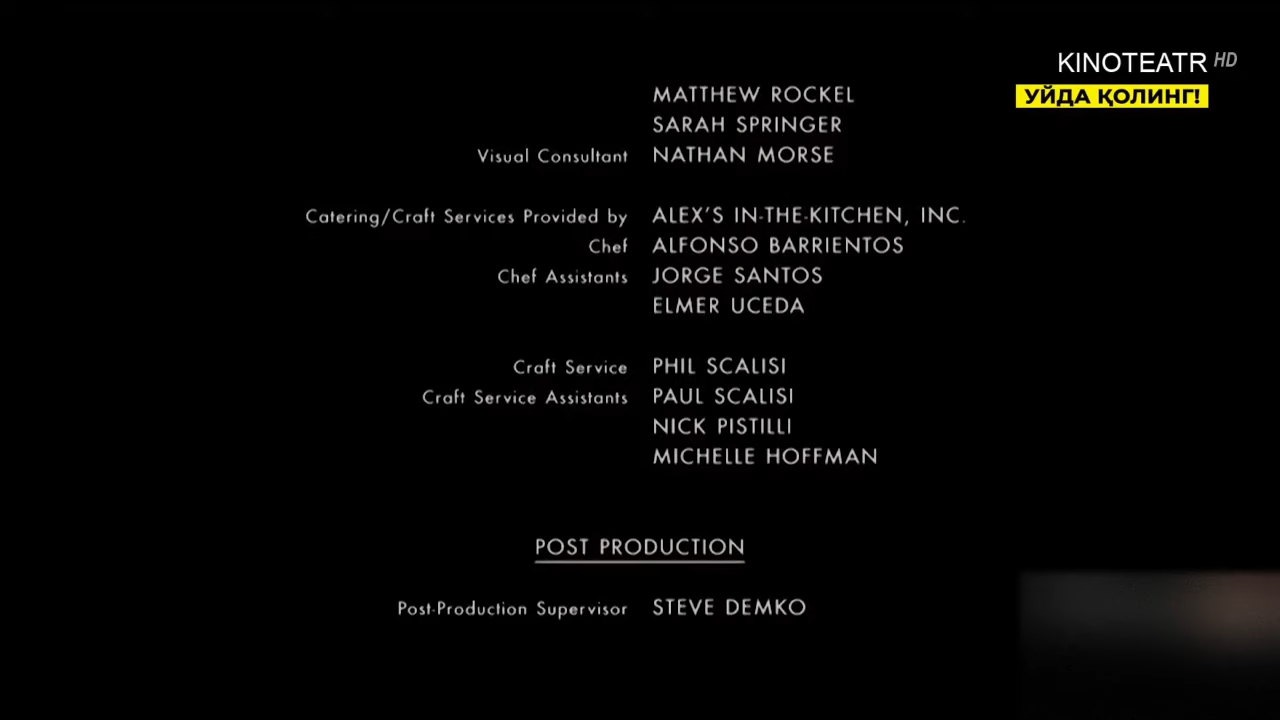 KINOTEATR HD
УЙДА ҚОЛИНГ!
MATTHEW ROCKEL
SARAH SPRINGER
Visual Consultant NATHAN MORSE
Catering/Craft Services Provided by ALEX'S IN-THE-KITCHEN, INC.
Chef ALFONSO BARRIENTOS
Chef Assistants JORGE SANTOS
ELMER UCEDA
Craft Service PHIL SCALISI
Craft Service Assistants PAUL SCALISI
NICK PISTILLI
MICHELLE HOFFMAN
POST PRODUCTION
Post-Production Supervisor STEVE DEMKO